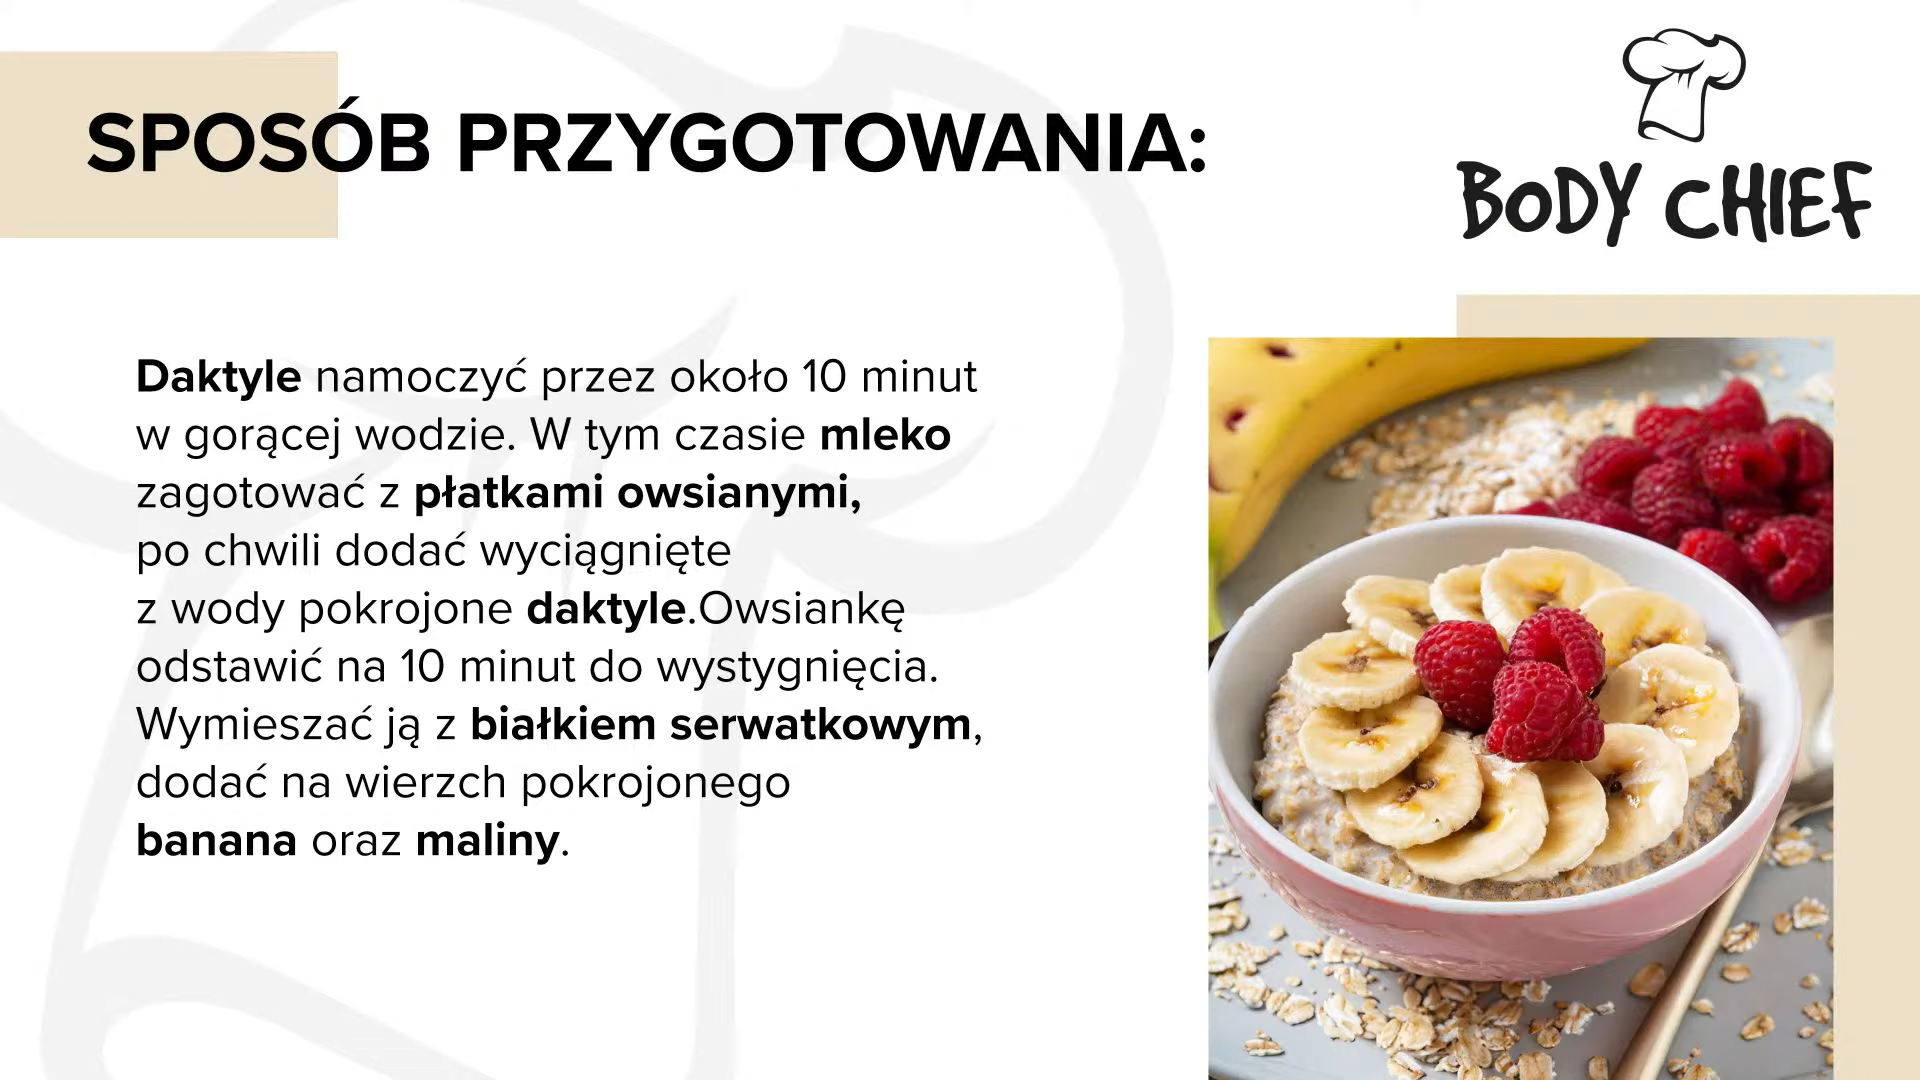 SPOSÓB PRZYGOTOWANIA:
BODY CHIEF
Daktyle namoczyć przez około 10 minut
w gorącej wodzie. W tym czasie mleko
zagotować z płatkami owsianymi,
po chwili dodać wyciągnięte
z wody pokrojone daktyle.Owsiankę
odstawić na 10 minut do wystygnięcia.
Wymieszać ją z białkiem serwatkowym,
dodać na wierzch pokrojonego
banana oraz maliny.